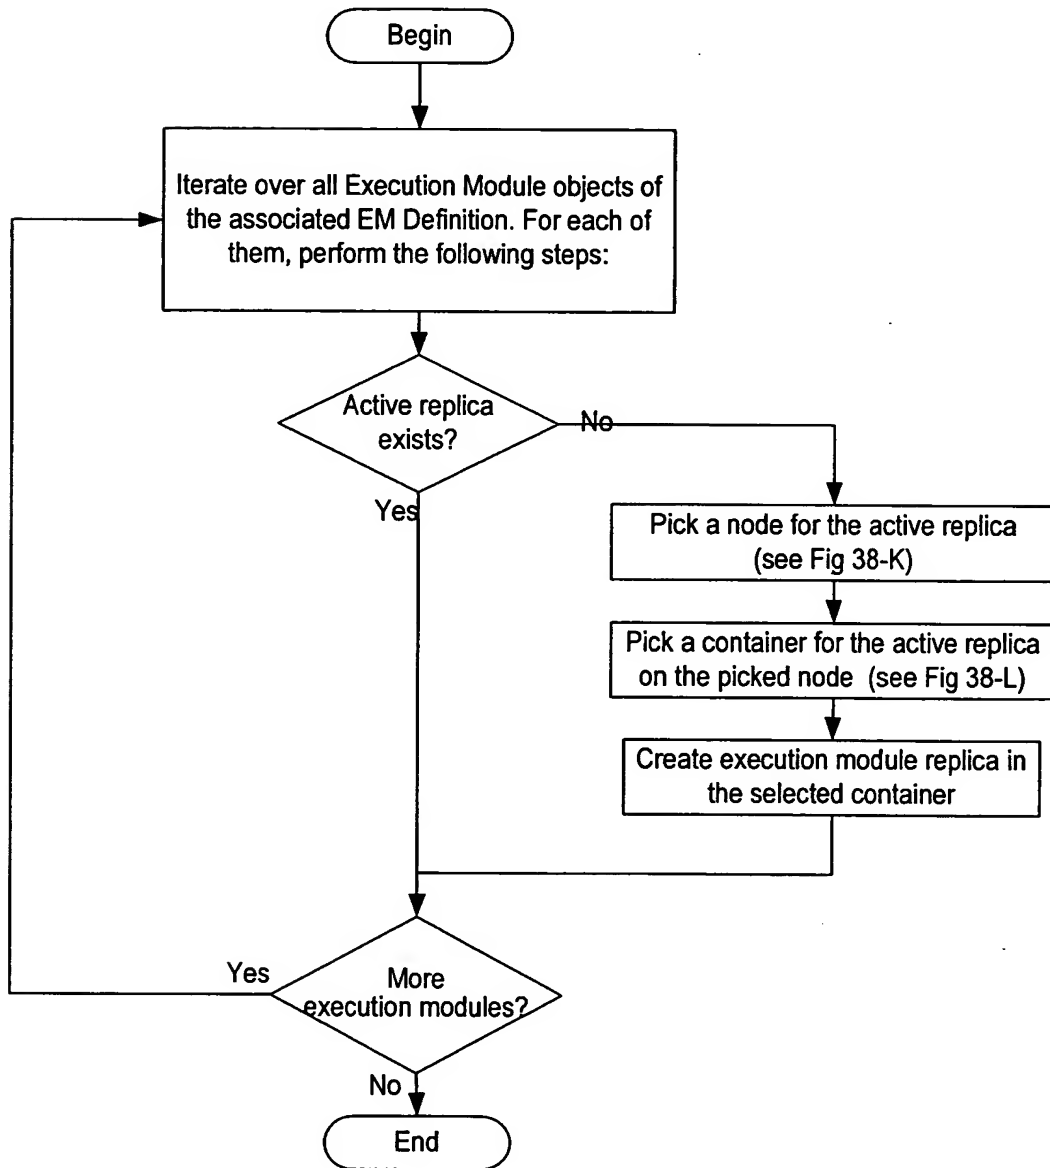 Begin
Iterate over all Execution Module objects of
the associated EM Definition. For each of
them, perform the following steps:
Active replica
exists?
No
Yes
Pick a node for the active replica
(see Fig 38-K)
Pick a container for the active replica
on the picked node (see Fig 38-L)
Create execution module replica in
the selected container
Yes
More
execution modules?
No
End